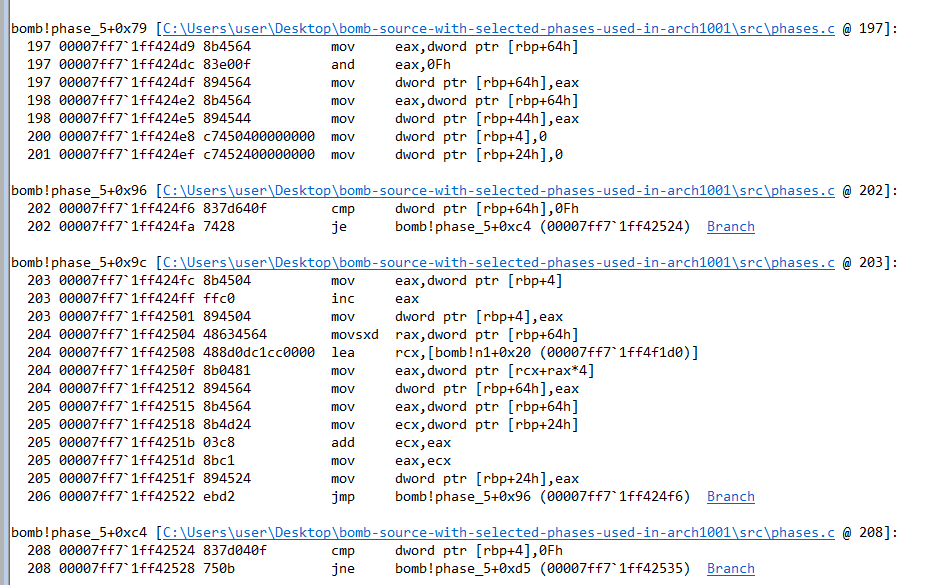 bomb!phase_5+0x79 [C:\Users\user\Desktop\bomb-source-with-selected-phases-used-in-arch1001\src\phases.c @ 197]:
197 00007ff7`1ff424d9 8b4564 mov eax,dword ptr [rbp+64h]
197 00007ff7`1ff424dc 83e00f and eax,0Fh
197 00007ff7`1ff424df 894564 mov dword ptr [rbp+64h],eax
198 00007ff7`1ff424e2 8b4564 mov eax,dword ptr [rbp+64h]
198 00007ff7`1ff424e5 894544 mov dword ptr [rbp+44h],eax
200 00007ff7`1ff424e8 c7450400000000 mov dword ptr [rbp+4],0
201 00007ff7`1ff424ef c7452400000000 mov dword ptr [rbp+24h],0
bomb!phase_5+0x96 [C:\Users\user\Desktop\bomb-source-with-selected-phases-used-in-arch1001\src\phases.c @ 202]:
202 00007ff7`1ff424f6 837d640f cmp dword ptr [rbp+64h],0Fh
202 00007ff7`1ff424fa 7428 je bomb!phase_5+0xc4 (00007ff7`1ff42524) Branch
bomb!phase_5+0x9c [C:\Users\user\Desktop\bomb-source-with-selected-phases-used-in-arch1001\src\phases.c @ 203]:
203 00007ff7`1ff424fc 8b4504 mov eax,dword ptr [rbp+4]
203 00007ff7`1ff424ff ffc0 inc eax
203 00007ff7`1ff42501 894504 mov dword ptr [rbp+4],eax
204 00007ff7`1ff42504 48634564 movsxd rax,dword ptr [rbp+64h]
204 00007ff7`1ff42508 488d0dc1cc0000 lea rcx,[bomb!n1+0x20 (00007ff7`1ff4f1d0)]
204 00007ff7`1ff4250f 8b0481 mov eax,dword ptr [rcx+rax*4]
204 00007ff7`1ff42512 894564 mov dword ptr [rbp+64h],eax
205 00007ff7`1ff42515 8b4564 mov eax,dword ptr [rbp+64h]
205 00007ff7`1ff42518 8b4d24 mov ecx,dword ptr [rbp+24h]
205 00007ff7`1ff4251b 03c8 add ecx,eax
205 00007ff7`1ff4251d 8bc1 mov eax,ecx
205 00007ff7`1ff4251f 894524 mov dword ptr [rbp+24h],eax
206 00007ff7`1ff42522 ebd2 jmp bomb!phase_5+0x96 (00007ff7`1ff424f6) Branch
bomb!phase_5+0xc4 [C:\Users\user\Desktop\bomb-source-with-selected-phases-used-in-arch1001\src\phases.c @ 208]:
208 00007ff7`1ff42524 837d040f cmp dword ptr [rbp+4],0Fh
208 00007ff7`1ff42528 750b jne bomb!phase_5+0xd5 (00007ff7`1ff42535) Branch